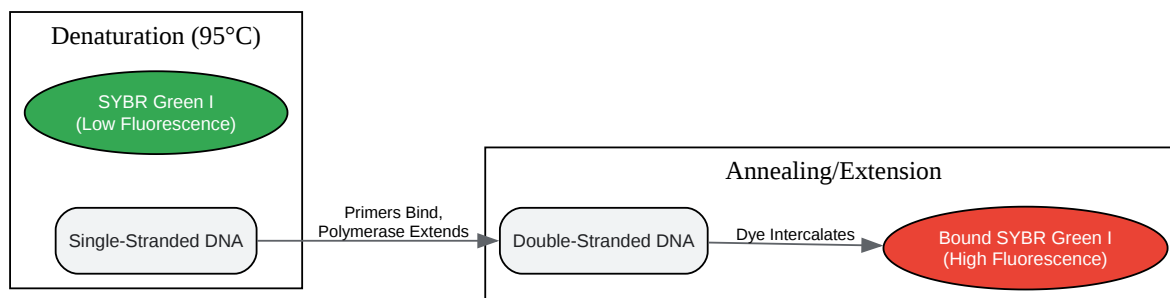 Denaturation (95°C)
SYBR Green I
(Low Fluorescence)
Single-Stranded DNA
Primers Bind,
Polymerase Extends
Annealing/Extension
Double-Stranded DNA
Dye Intercalates
Bound SYBR Green I
(High Fluorescence)